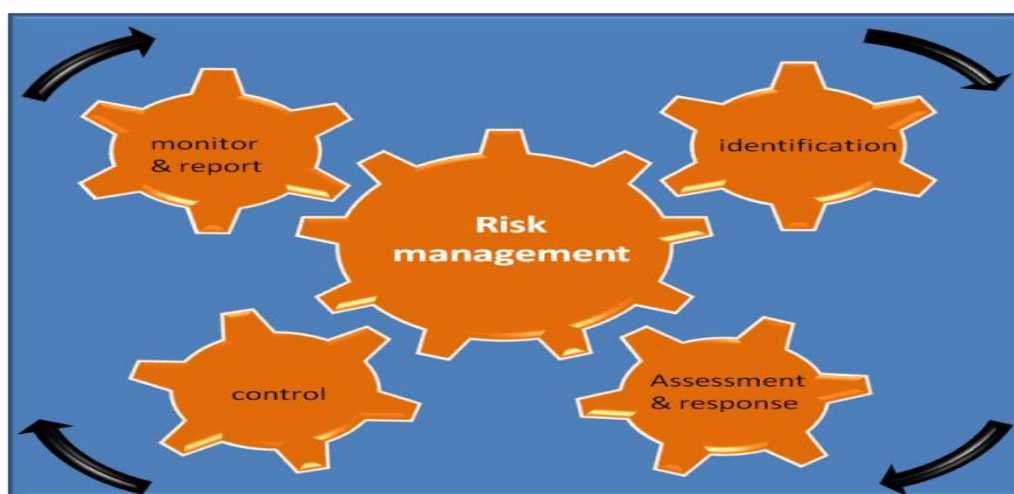 monitor
& report
identification
Risk
management
control
Assessment
& response